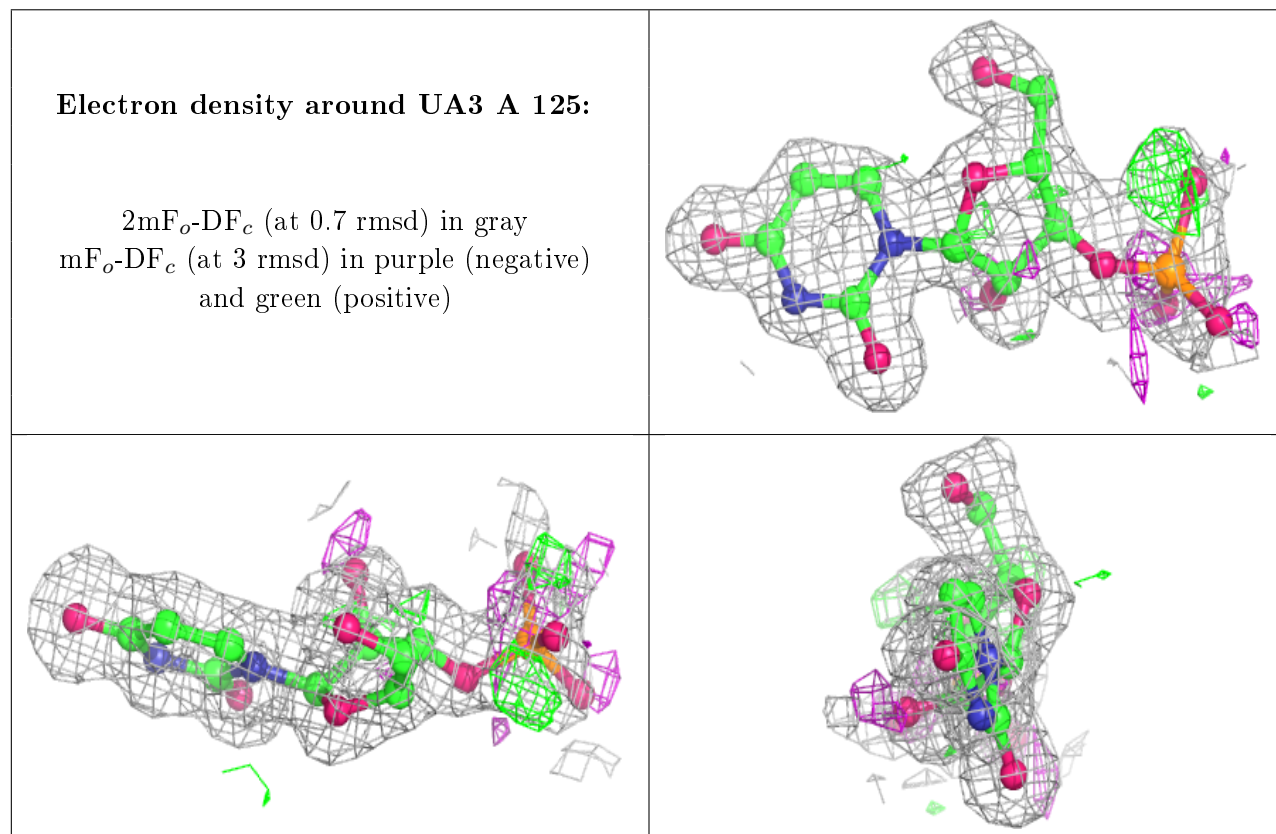 Electron density around UA3 A 125:
2mFₒ-DF𝒸 (at 0.7 rmsd) in gray
mFₒ-DF𝒸 (at 3 rmsd) in purple (negative)
and green (positive)